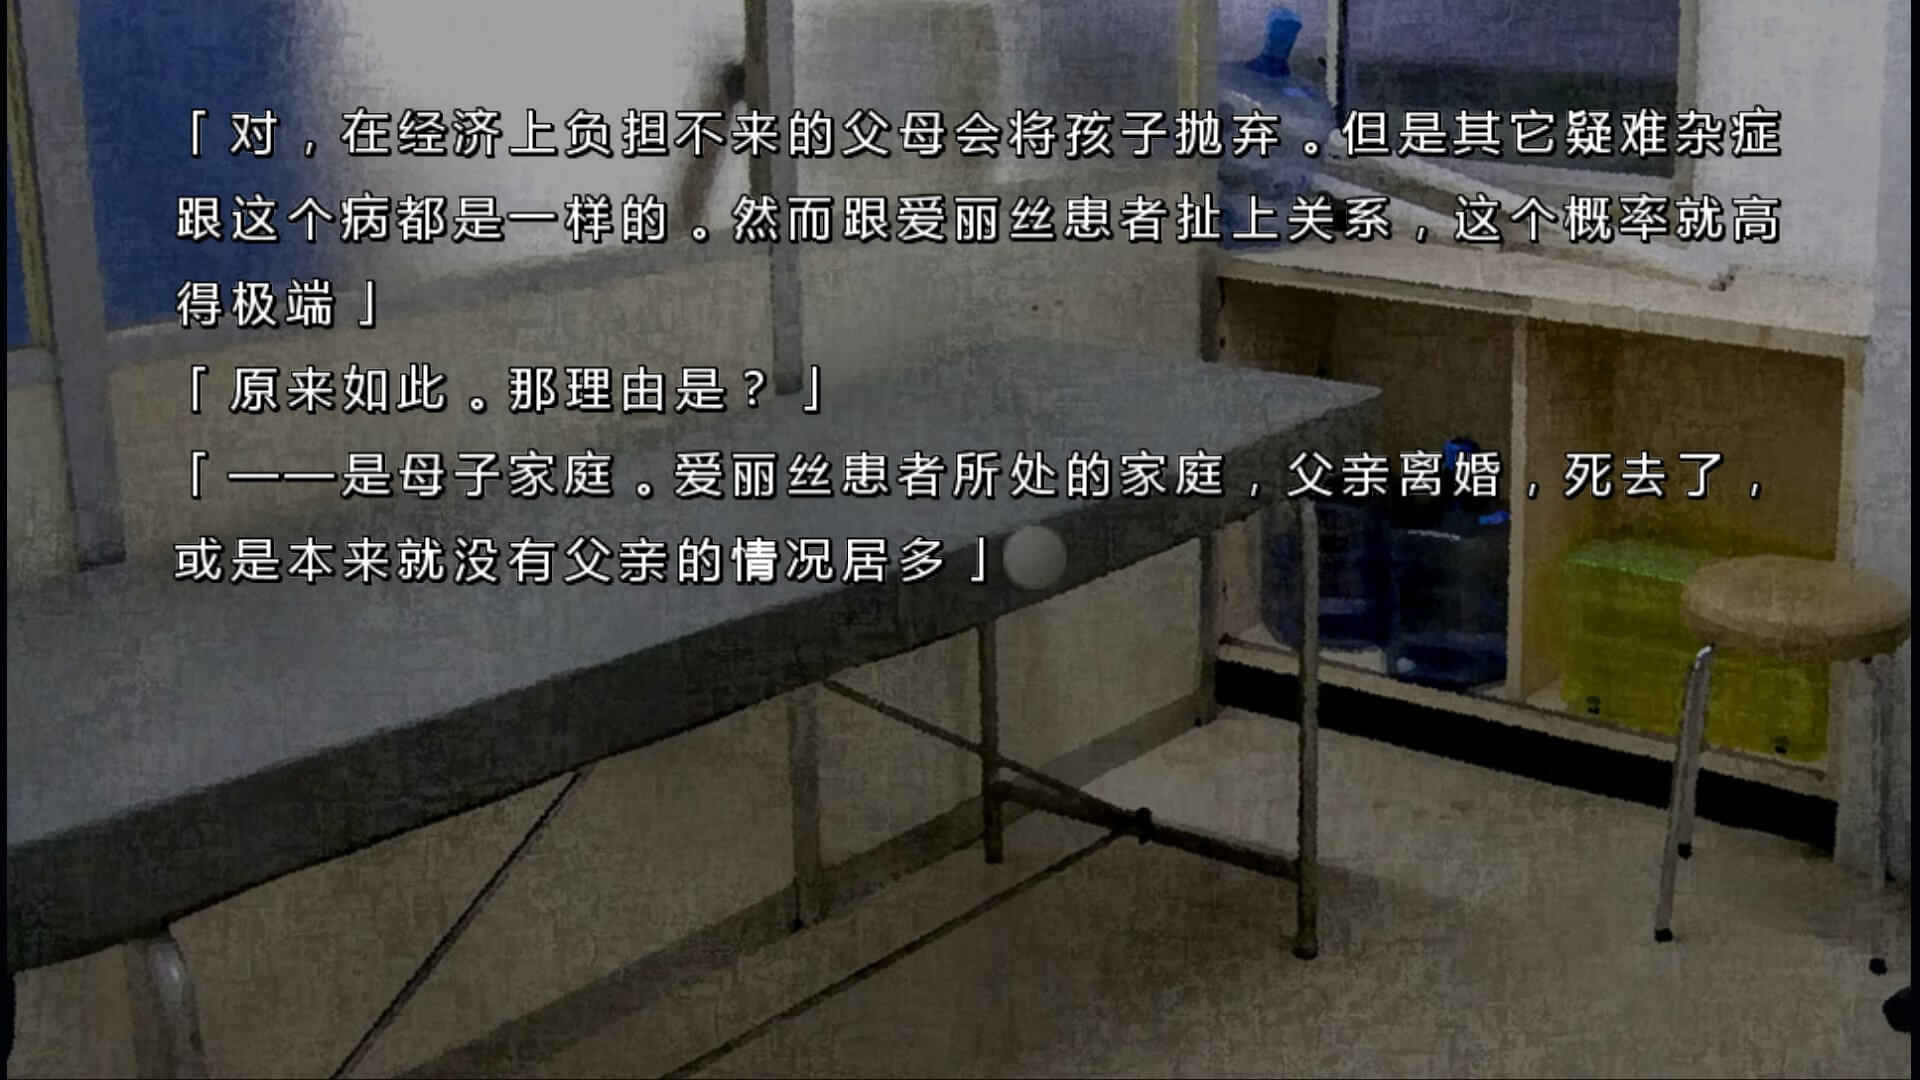 「对，在经济上负担不来的父母会将孩子抛弃。但是其它疑难杂症
跟这个病都是一样的。然而跟爱丽丝患者扯上关系，这个概率就高
得极端」
「原来如此。那理由是？」
「——是母子家庭。爱丽丝患者所处的家庭，父亲离婚，死去了，
或是本来就没有父亲的情况居多」